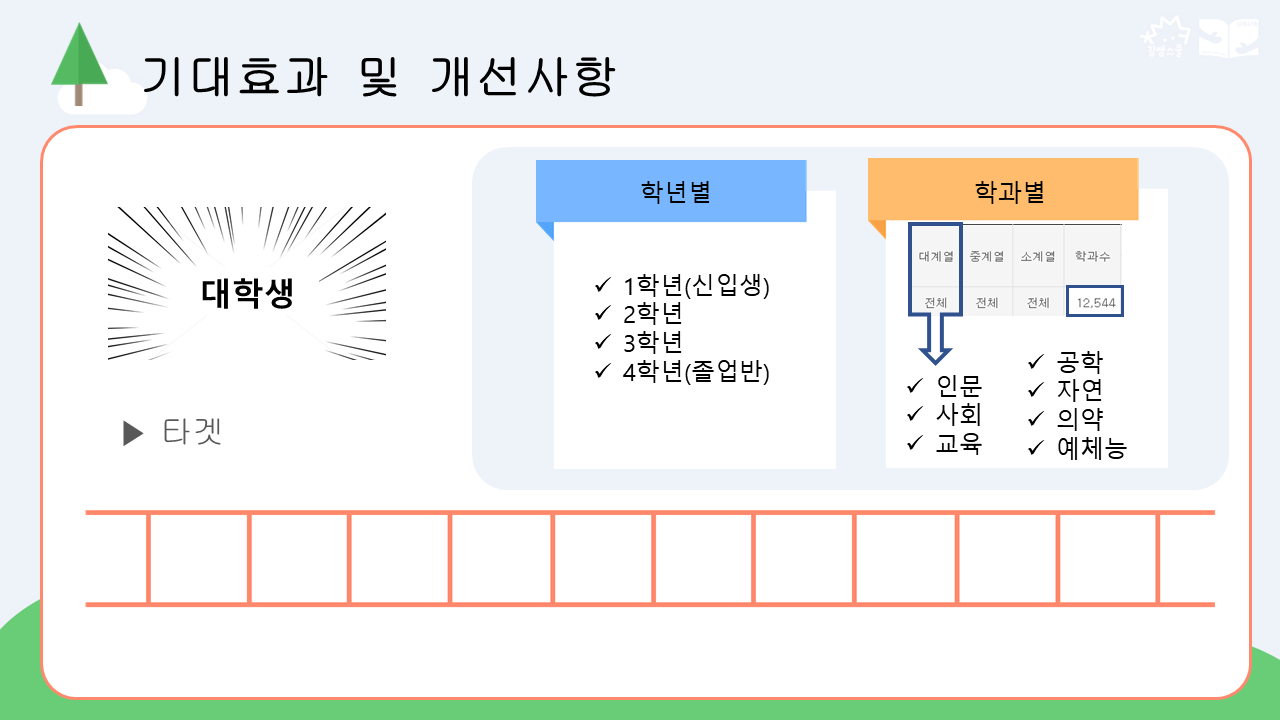 기대효과 및 개선사항
대학생
▶ 타겟
학년별
✓ 1학년(신입생)
✓ 2학년
✓ 3학년
✓ 4학년(졸업반)
학과별
대계열 중계열 소계열 학과수
전체 전체 전체 12,544
✓ 인문
✓ 사회
✓ 교육
✓ 공학
✓ 자연
✓ 의약
✓ 예체능